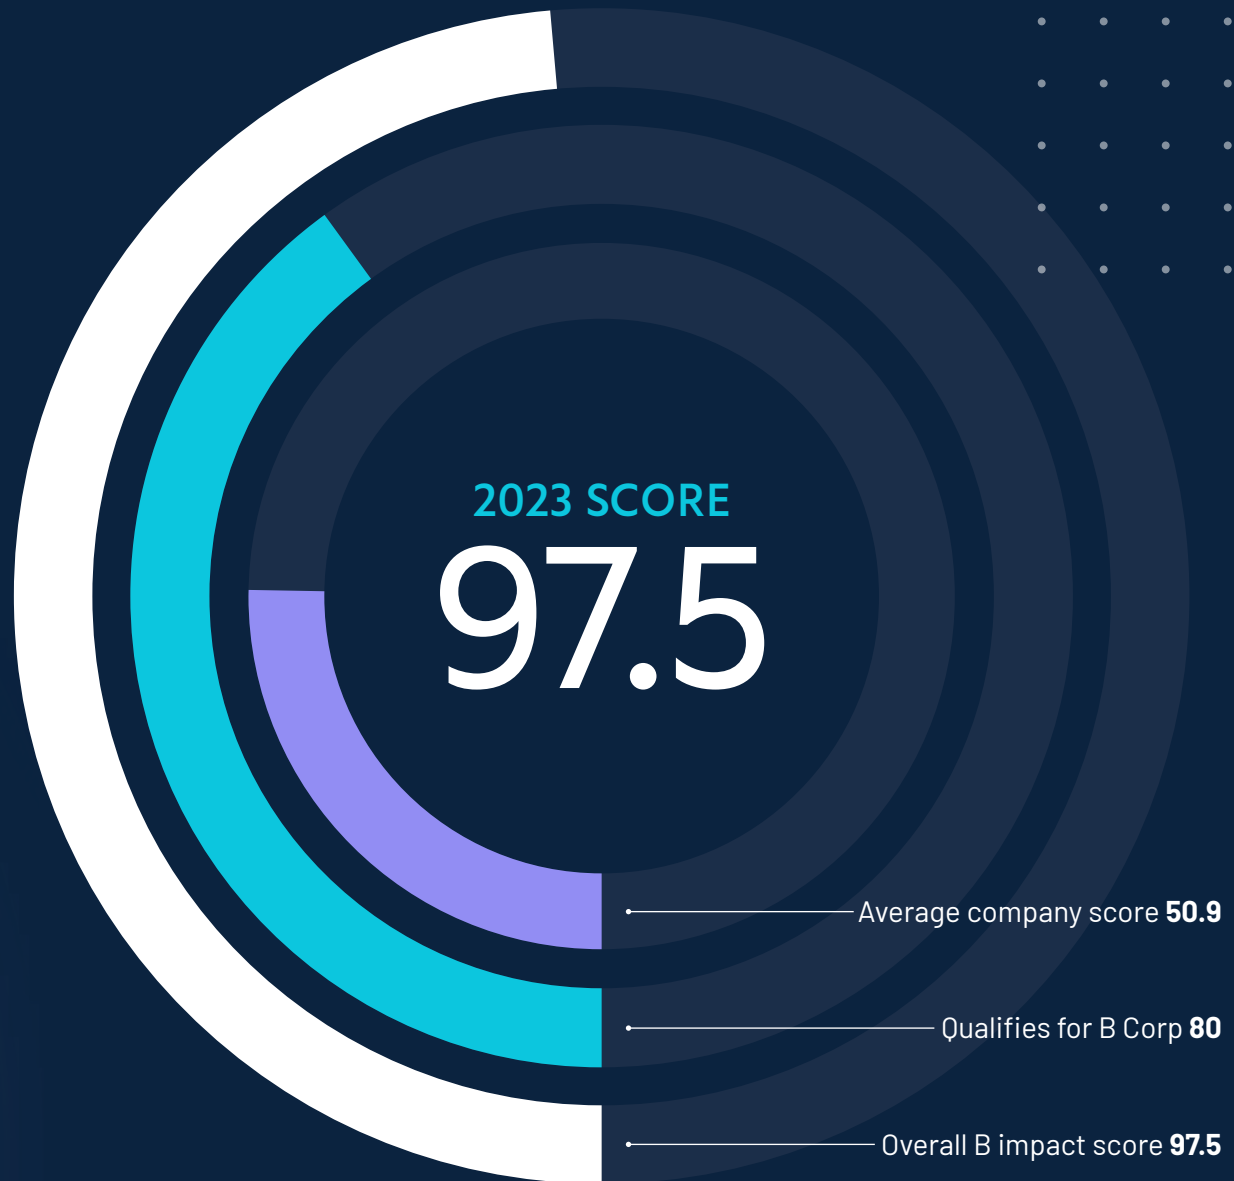 2023 SCORE
97.5
Average company score 50.9
Qualifies for B Corp 80
Overall B impact score 97.5